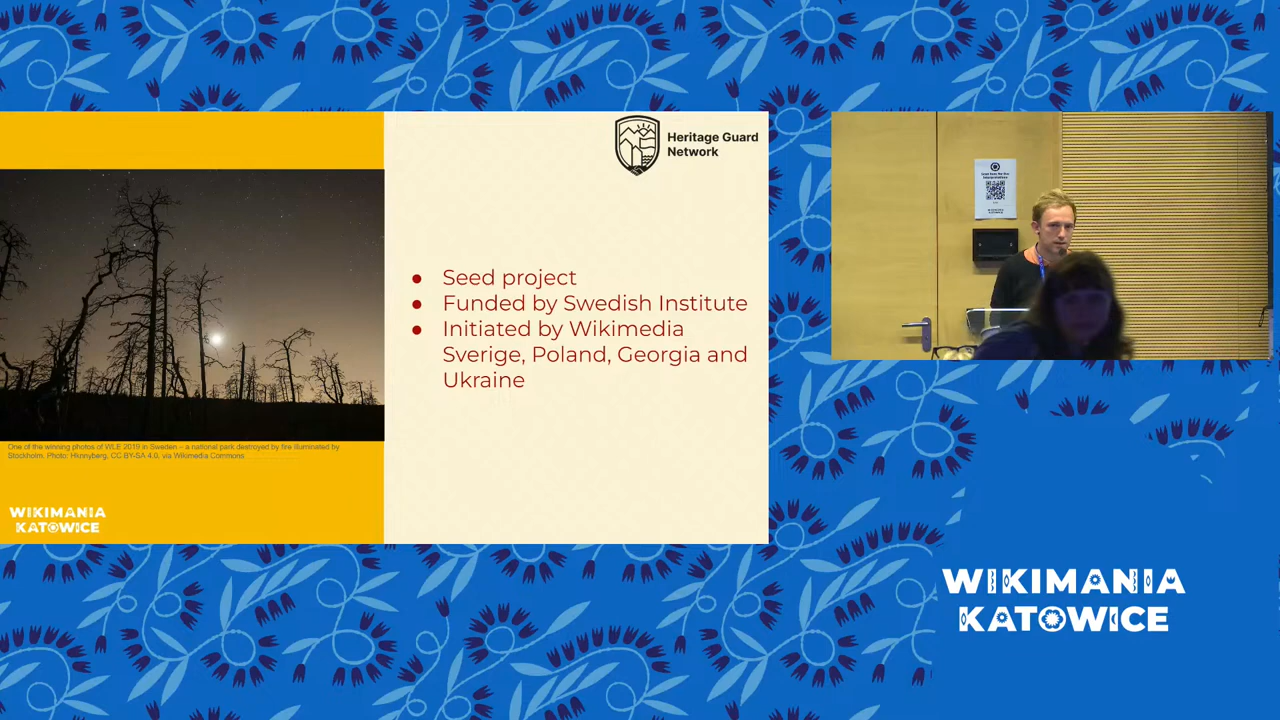 Heritage Guard
Network
● Seed project
● Funded by Swedish Institute
● Initiated by Wikimedia
Sverige, Poland, Georgia and
Ukraine
One of the winning photos of WLE 2019 in Sweden – a national park destroyed by fire illuminated by
Stockholm. Photo: Hknnyberg, CC BY-SA 4.0, via Wikimedia Commons
WIKIMANIA
KATOWICE
WIKIMANIA
KATOWICE